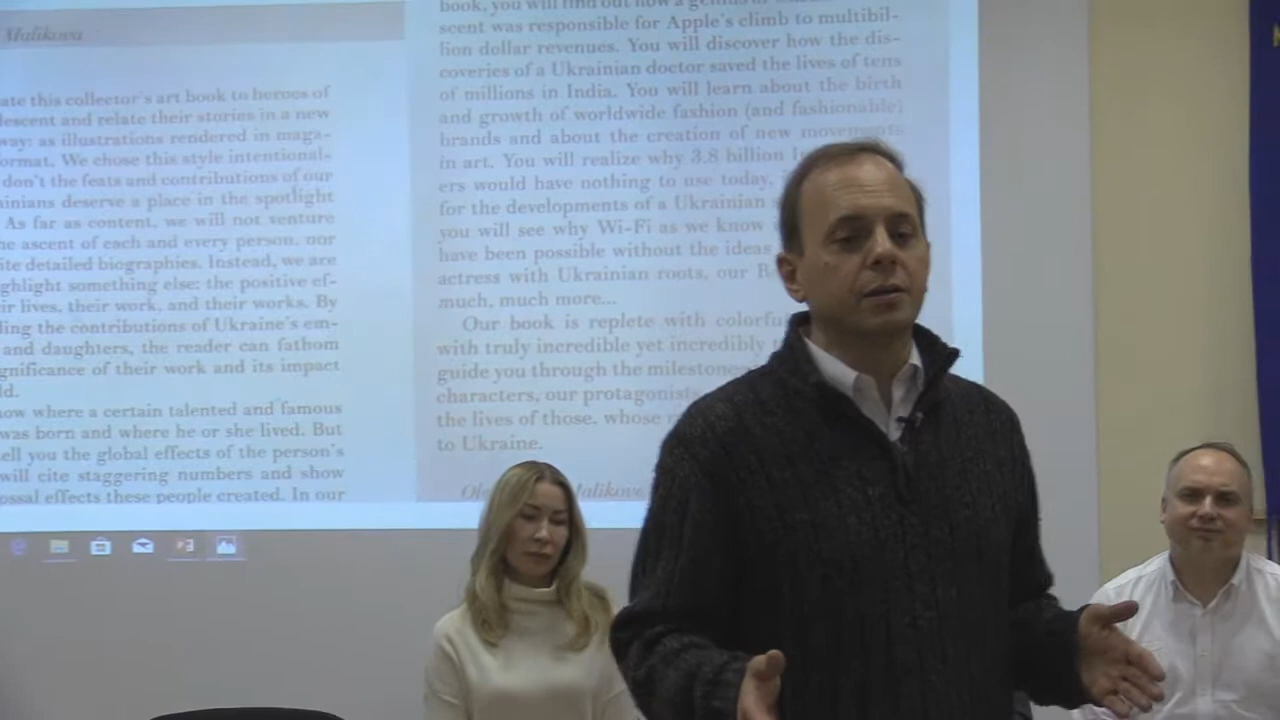 Malikova
ate this collector's art book to heroes of
descent and relate their stories in a new
way: as illustrations rendered in maga-
ormat. We chose this style intentional-
don't the feats and contributions of our
inians deserve a place in the spotlight
As far as content, we will not venture
he ascent of each and every person, nor
ite detailed biographies. Instead, we are
ghlight something else: the positive ef-
ir lives, their work, and their works. By
ling the contributions of Ukraine's em-
and daughters, the reader can fathom
gnificance of their work and its impact
ld.
now where a certain talented and famous
was born and where he or she lived. But
ell you the global effects of the person's
will cite staggering numbers and show
ossal effects these people created. In our
book, you will find out how a genius of
scent was responsible for Apple's climb to multibil-
lion dollar revenues. You will discover how the dis-
coveries of a Ukrainian doctor saved the lives of tens
of millions in India. You will learn about the birth
and growth of worldwide fashion (and fashionable)
brands and about the creation of new movements
in art. You will realize why 3.8 billion
ers would have nothing to use today,
for the developments of a Ukrainian
you will see why Wi-Fi as we know
have been possible without the ideas
actress with Ukrainian roots, our
much, much more...
Our book is replete with colorfu
with truly incredible yet incredibly
guide you through the milestone
characters, our protagonist
the lives of those, whose
to Ukraine.
Malikova